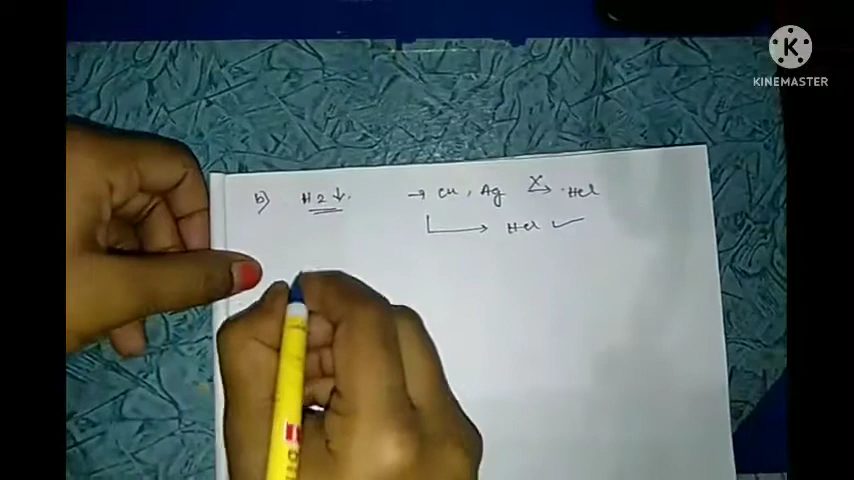 b) H2↓. → Cu, Ag X→ HCl
↳ HCl ✓
K
KINEMASTER